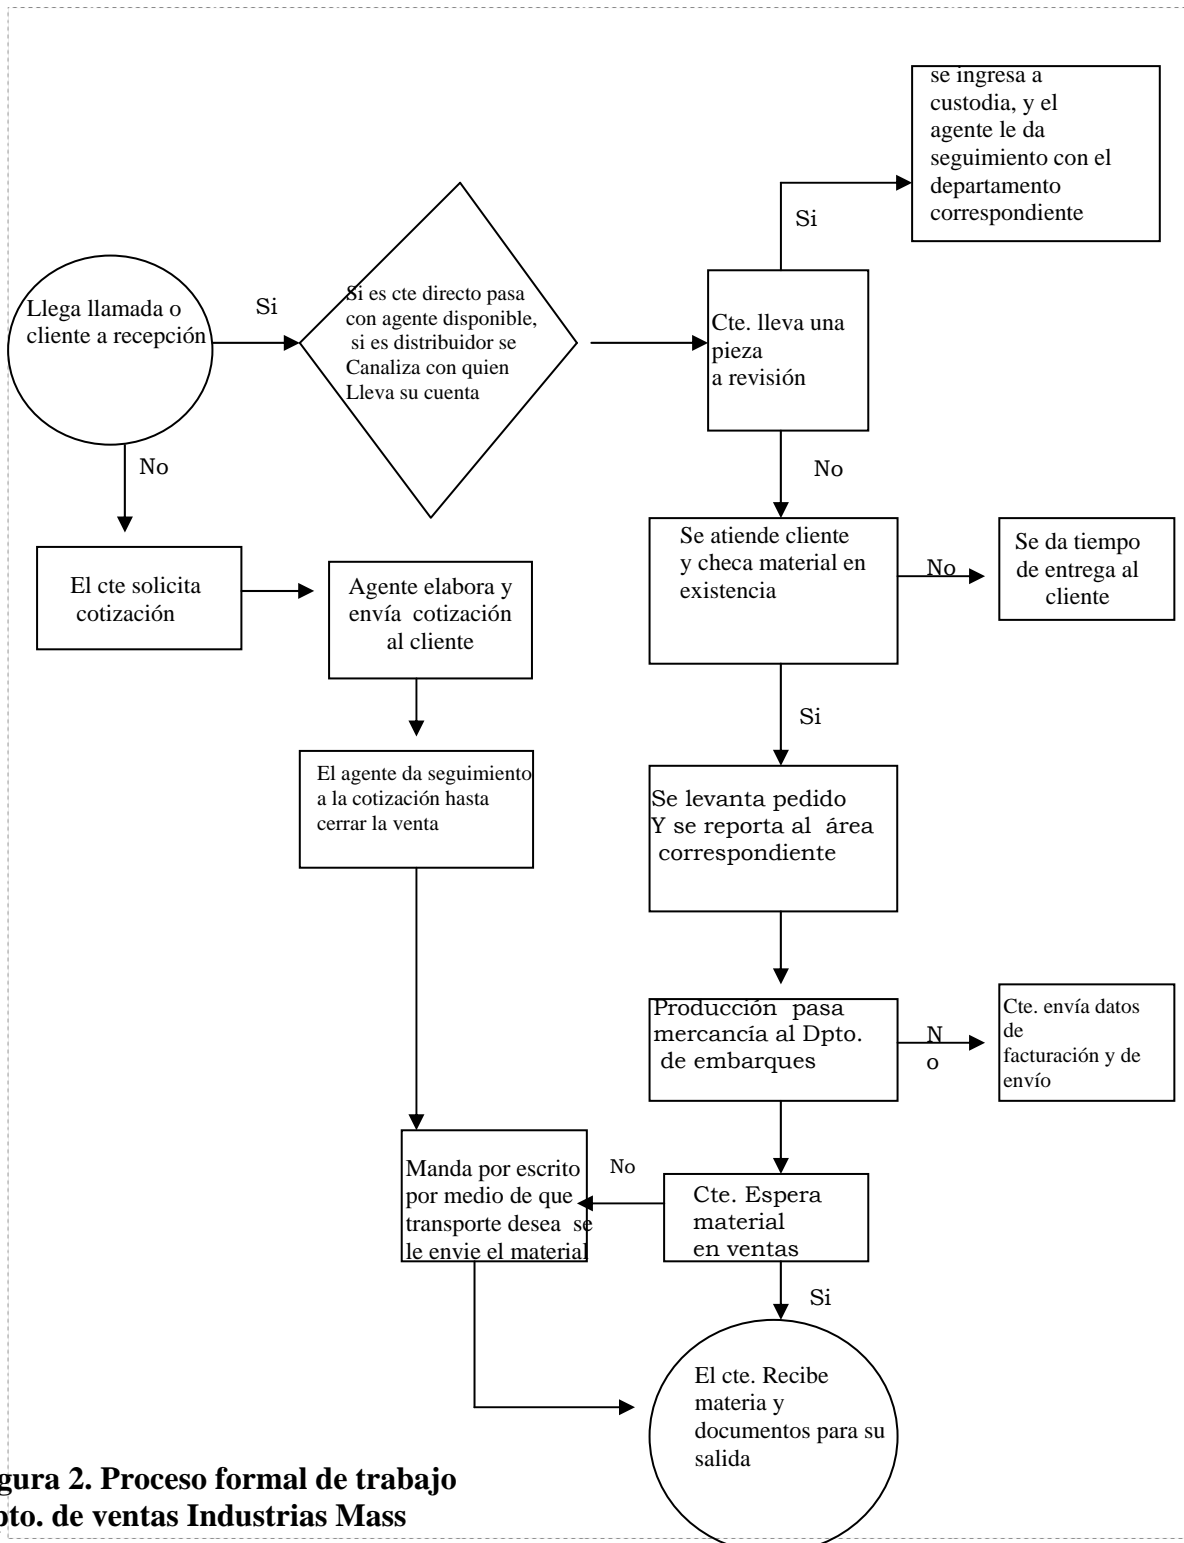 se ingresa a
custodia, y el
agente le da
seguimiento con el
departamento
correspondiente
Si
Llega llamada o
cliente a recepción
Si
Si es cte directo pasa
con agente disponible,
si es distribuidor se
Canaliza con quien
Lleva su cuenta
Cte. lleva una
pieza
a revisión
No
No
El cte solicita
cotización
Agente elabora y
envía cotización
al cliente
Se atiende cliente
y checa material en
existencia
No
Se da tiempo
de entrega al
cliente
Si
El agente da seguimiento
a la cotización hasta
cerrar la venta
Se levanta pedido
Y se reporta al área
correspondiente
Producción pasa
mercancía al Dpto.
de embarques
N
o
Cte. envía datos
de
facturación y de
envío
Manda por escrito
por medio de que
transporte desea se
le envie el material
No
Cte. Espera
material
en ventas
Si
El cte. Recibe
materia y
documentos para su
salida
gura 2. Proceso formal de trabajo
pto. de ventas Industrias Mass